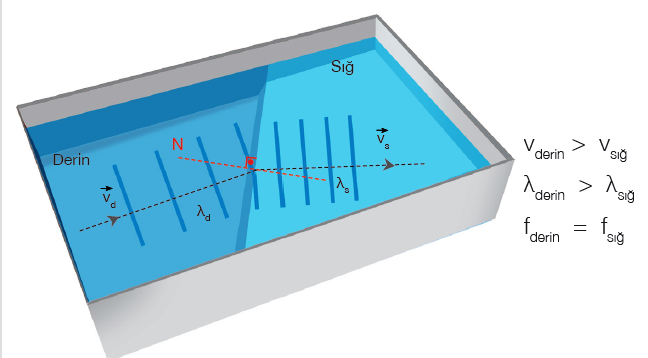 Sığ
Derin
N
v⃗d
λd
λs
v⃗s
vderin > vsığ
λderin > λsığ
fderin = fsığ